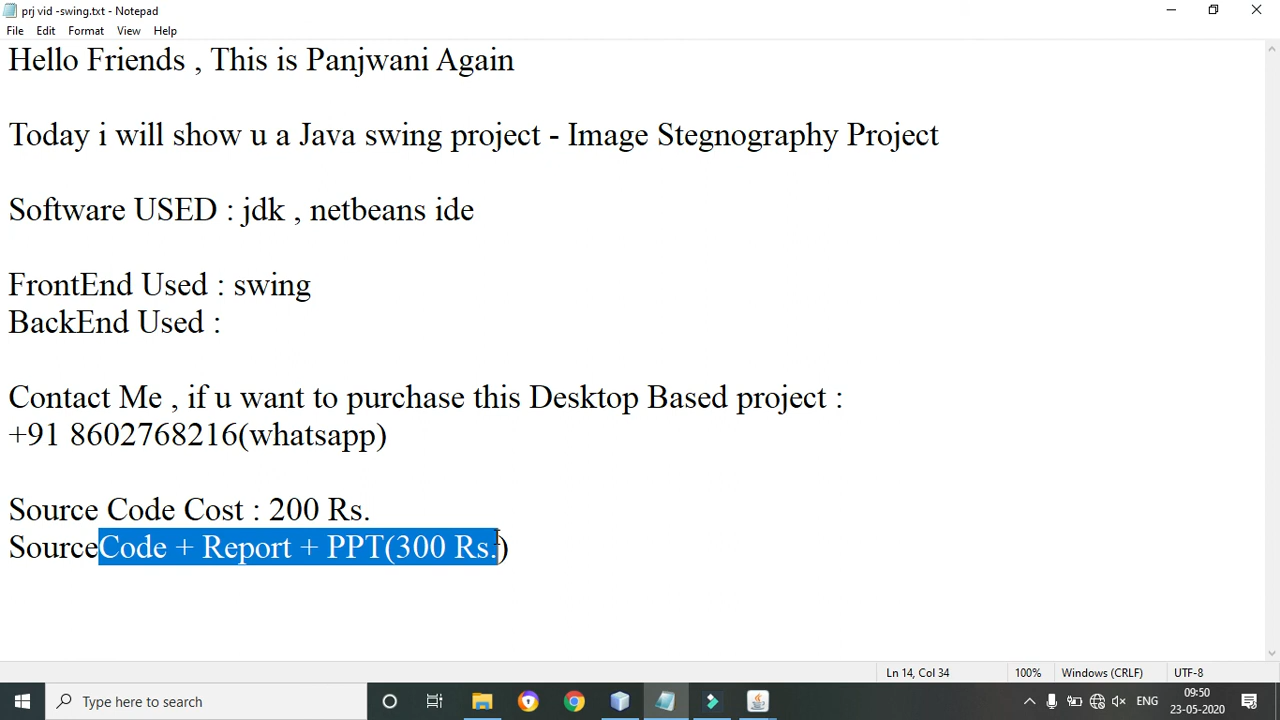 prj vid -swing.txt - Notepad
File Edit Format View Help
Hello Friends , This is Panjwani Again
Today i will show u a Java swing project - Image Stegnography Project
Software USED : jdk , netbeans ide
FrontEnd Used : swing
BackEnd Used :
Contact Me , if u want to purchase this Desktop Based project :
+91 8602768216(whatsapp)
Source Code Cost : 200 Rs.
SourceCode + Report + PPT(300 Rs.)
Ln 14, Col 34 100% Windows (CRLF) UTF-8
Type here to search ENG 09:50
23-05-2020